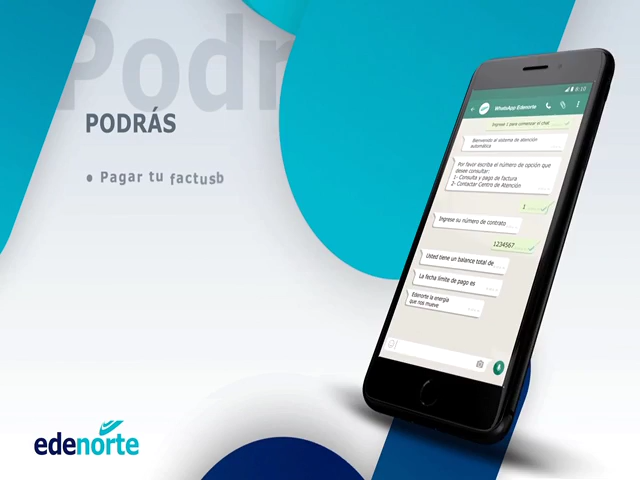 Podr
PODRÁS
• Pagar tu factusb
edenorte
8:10
WhatsApp Edenorte
Ingrese 1 para comenzar el chat
Bienvenido al sistema de atención
automática
Por favor escriba el número de opción que
desee consultar:
1- Consulta y pago de factura
2- Contactar Centro de Atención
1
Ingrese su número de contrato
1234567
Usted tiene un balance total de
La fecha límite de pago es
Edenorte la energía
que nos mueve